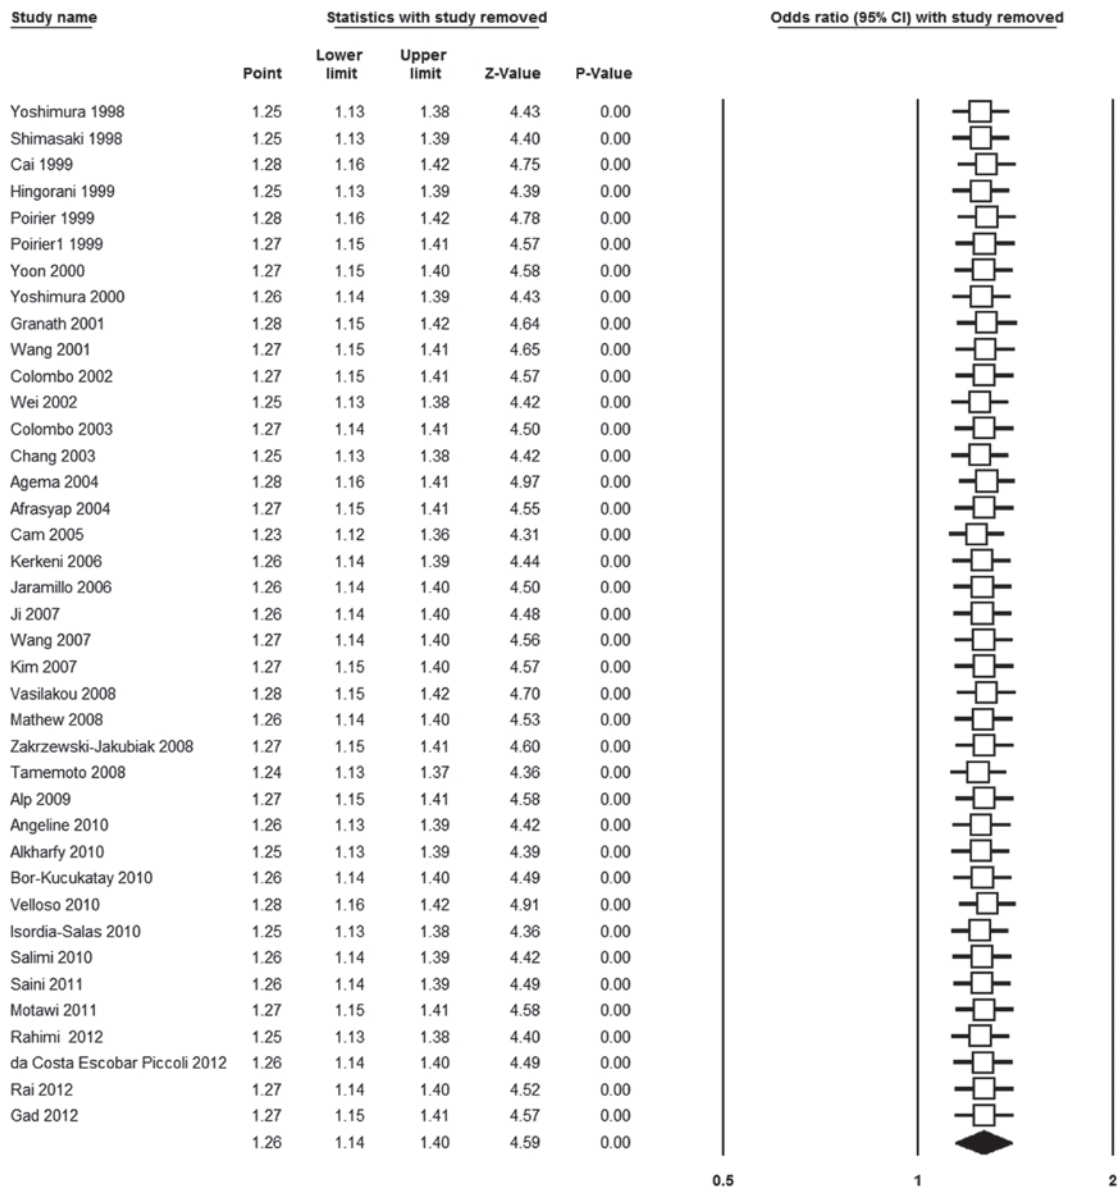 Study name Statistics with study removed Odds ratio (95% CI) with study removed
Lower Upper
Point limit limit Z-Value P-Value
Yoshimura 1998 1.25 1.13 1.38 4.43 0.00
Shimasaki 1998 1.25 1.13 1.39 4.40 0.00
Cai 1999 1.28 1.16 1.42 4.75 0.00
Hingorani 1999 1.25 1.13 1.39 4.39 0.00
Poirier 1999 1.28 1.16 1.42 4.78 0.00
Poirier1 1999 1.27 1.15 1.41 4.57 0.00
Yoon 2000 1.27 1.15 1.40 4.58 0.00
Yoshimura 2000 1.26 1.14 1.39 4.43 0.00
Granath 2001 1.28 1.15 1.42 4.64 0.00
Wang 2001 1.27 1.15 1.41 4.65 0.00
Colombo 2002 1.27 1.15 1.41 4.57 0.00
Wei 2002 1.25 1.13 1.38 4.42 0.00
Colombo 2003 1.27 1.14 1.41 4.50 0.00
Chang 2003 1.25 1.13 1.38 4.42 0.00
Agema 2004 1.28 1.16 1.41 4.97 0.00
Afrasyap 2004 1.27 1.15 1.41 4.55 0.00
Cam 2005 1.23 1.12 1.36 4.31 0.00
Kerkeni 2006 1.26 1.14 1.39 4.44 0.00
Jaramillo 2006 1.26 1.14 1.40 4.50 0.00
Ji 2007 1.26 1.14 1.40 4.48 0.00
Wang 2007 1.27 1.14 1.40 4.56 0.00
Kim 2007 1.27 1.15 1.40 4.57 0.00
Vasilakou 2008 1.28 1.15 1.42 4.70 0.00
Mathew 2008 1.26 1.14 1.40 4.53 0.00
Zakrzewski-Jakubiak 2008 1.27 1.15 1.41 4.60 0.00
Tamemoto 2008 1.24 1.13 1.37 4.36 0.00
Alp 2009 1.27 1.15 1.41 4.58 0.00
Angeline 2010 1.26 1.13 1.39 4.42 0.00
Alkharfy 2010 1.25 1.13 1.39 4.39 0.00
Bor-Kucukatay 2010 1.26 1.14 1.40 4.49 0.00
Velloso 2010 1.28 1.16 1.42 4.91 0.00
Isordia-Salas 2010 1.25 1.13 1.38 4.36 0.00
Salimi 2010 1.26 1.14 1.39 4.42 0.00
Saini 2011 1.26 1.14 1.39 4.49 0.00
Motawi 2011 1.27 1.15 1.41 4.58 0.00
Rahimi 2012 1.25 1.13 1.38 4.40 0.00
da Costa Escobar Piccoli 2012 1.26 1.14 1.40 4.49 0.00
Rai 2012 1.27 1.14 1.40 4.52 0.00
Gad 2012 1.27 1.15 1.41 4.57 0.00
1.26 1.14 1.40 4.59 0.00
0.5 1 2